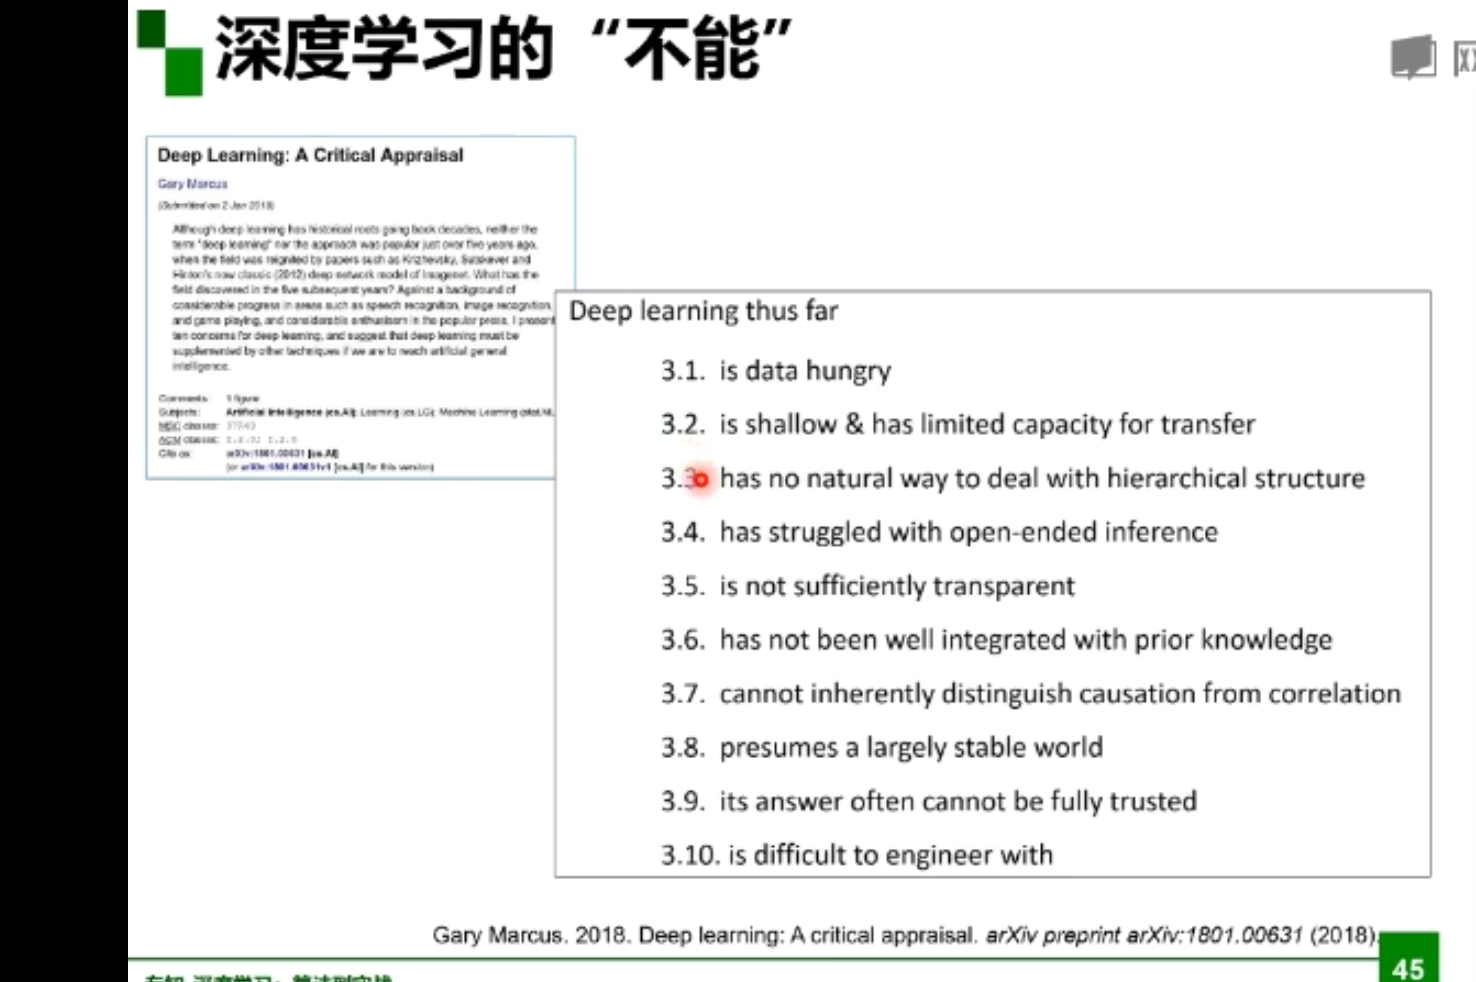 深度学习的“不能”
Deep Learning: A Critical Appraisal
Gary Marcus
(Submitted on 2 Jan 2018)
Although deep learning has historical roots going back decades, neither the
term "deep learning" nor the approach was popular just over five years ago,
when the field was reignited by papers such as Krizhevsky, Sutskever and
Hinton's now classic (2012) deep network model of Imagenet. What has the
field discovered in the five subsequent years? Against a background of
considerable progress in areas such as speech recognition, image recognition,
and game playing, and considerable enthusiasm in the popular press, I present
ten concerns for deep learning, and suggest that deep learning must be
supplemented by other techniques if we are to reach artificial general
intelligence.
Comments: 1 figure
Subjects: Artificial Intelligence (cs.AI); Learning (cs.LG); Machine Learning (stat.ML
MSC classes: 97R40
ACM classes: I.2.0; I.2.6
Cite as: arXiv:1801.00631 [cs.AI]
(or arXiv:1801.00631v1 [cs.AI] for this version)
Deep learning thus far
3.1. is data hungry
3.2. is shallow & has limited capacity for transfer
3.3 has no natural way to deal with hierarchical structure
3.4. has struggled with open-ended inference
3.5. is not sufficiently transparent
3.6. has not been well integrated with prior knowledge
3.7. cannot inherently distinguish causation from correlation
3.8. presumes a largely stable world
3.9. its answer often cannot be fully trusted
3.10. is difficult to engineer with
Gary Marcus. 2018. Deep learning: A critical appraisal. arXiv preprint arXiv:1801.00631 (2018).
45